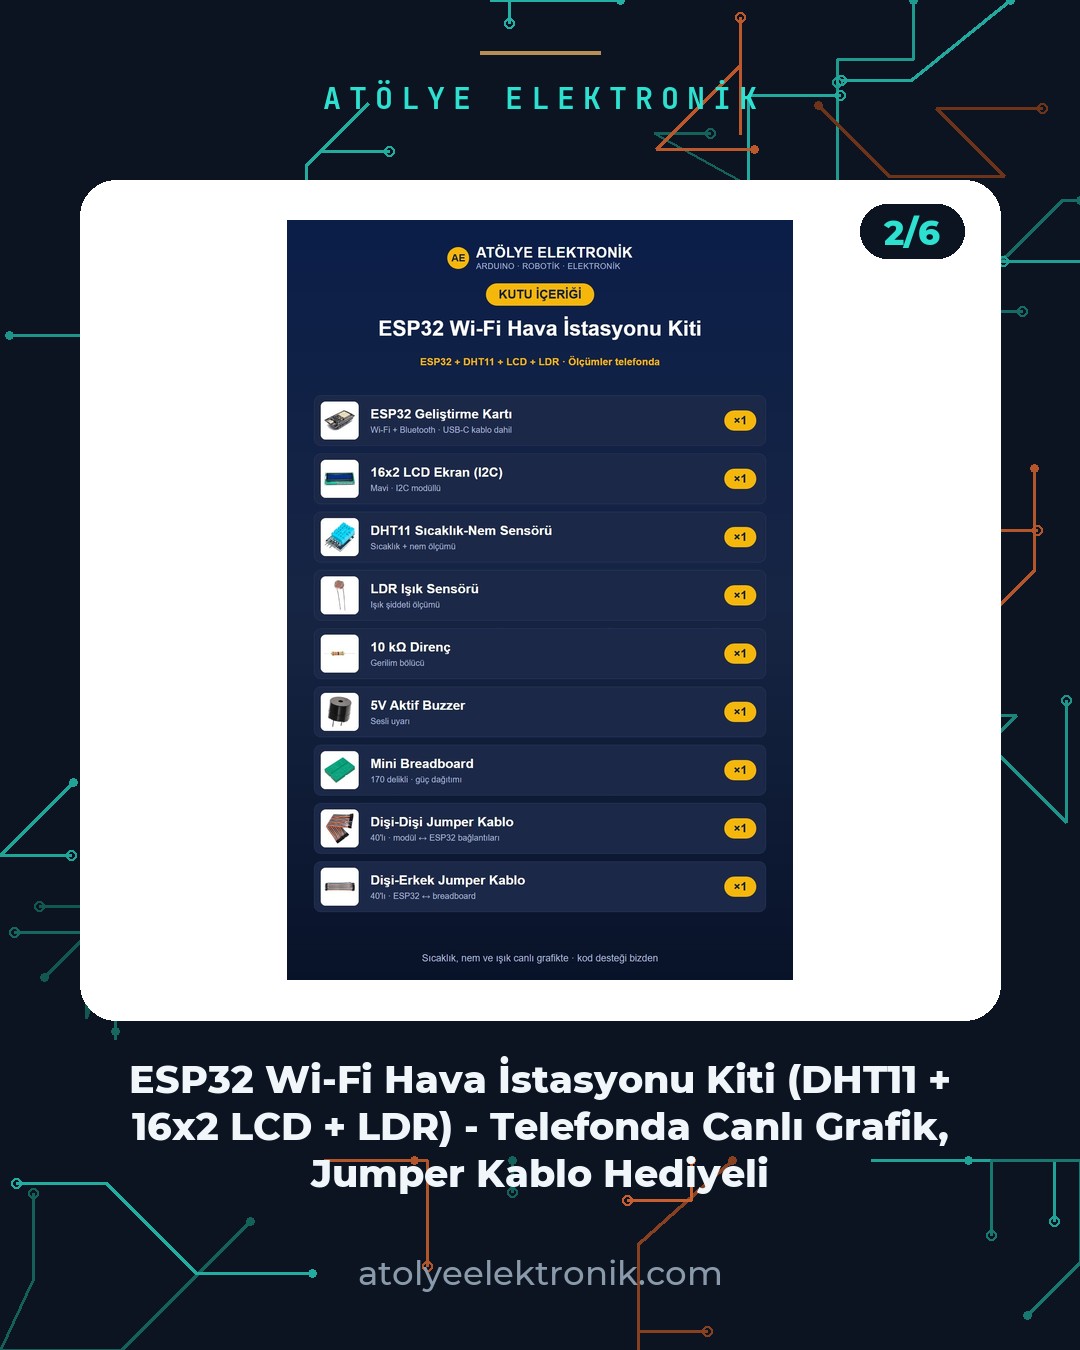 ATÖLYE ELEKTRONİK
2/6
AE
ATÖLYE ELEKTRONİK
ARDUINO · ROBOTİK · ELEKTRONİK
KUTU İÇERİĞİ
ESP32 Wi-Fi Hava İstasyonu Kiti
ESP32 + DHT11 + LCD + LDR · Ölçümler telefonda
ESP32 Geliştirme Kartı
Wi-Fi + Bluetooth · USB-C kablo dahil
×1
16x2 LCD Ekran (I2C)
Mavi · I2C modüllü
×1
DHT11 Sıcaklık-Nem Sensörü
Sıcaklık + nem ölçümü
×1
LDR Işık Sensörü
Işık şiddeti ölçümü
×1
10 kΩ Direnç
Gerilim bölücü
×1
5V Aktif Buzzer
Sesli uyarı
×1
Mini Breadboard
170 delikli · güç dağıtımı
×1
Dişi-Dişi Jumper Kablo
40'lı · modül ↔ ESP32 bağlantıları
×1
Dişi-Erkek Jumper Kablo
40'lı · ESP32 ↔ breadboard
×1
Sıcaklık, nem ve ışık canlı grafikte · kod desteği bizden
ESP32 Wi-Fi Hava İstasyonu Kiti (DHT11 +
16x2 LCD + LDR) - Telefonda Canlı Grafik,
Jumper Kablo Hediyeli
atolyeelektronik.com